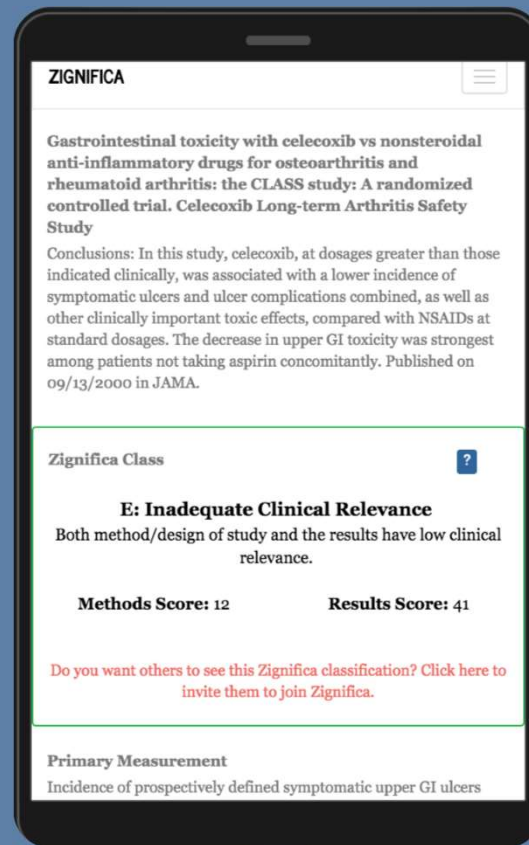 ZIGNIFICA
Gastrointestinal toxicity with celecoxib vs nonsteroidal
anti-inflammatory drugs for osteoarthritis and
rheumatoid arthritis: the CLASS study: A randomized
controlled trial. Celecoxib Long-term Arthritis Safety
Study
Conclusions: In this study, celecoxib, at dosages greater than those
indicated clinically, was associated with a lower incidence of
symptomatic ulcers and ulcer complications combined, as well as
other clinically important toxic effects, compared with NSAIDs at
standard dosages. The decrease in upper GI toxicity was strongest
among patients not taking aspirin concomitantly. Published on
09/13/2000 in JAMA.
Zignifica Class
?
E: Inadequate Clinical Relevance
Both method/design of study and the results have low clinical
relevance.
Methods Score: 12 Results Score: 41
Do you want others to see this Zignifica classification? Click here to
invite them to join Zignifica.
Primary Measurement
Incidence of prospectively defined symptomatic upper GI ulcers